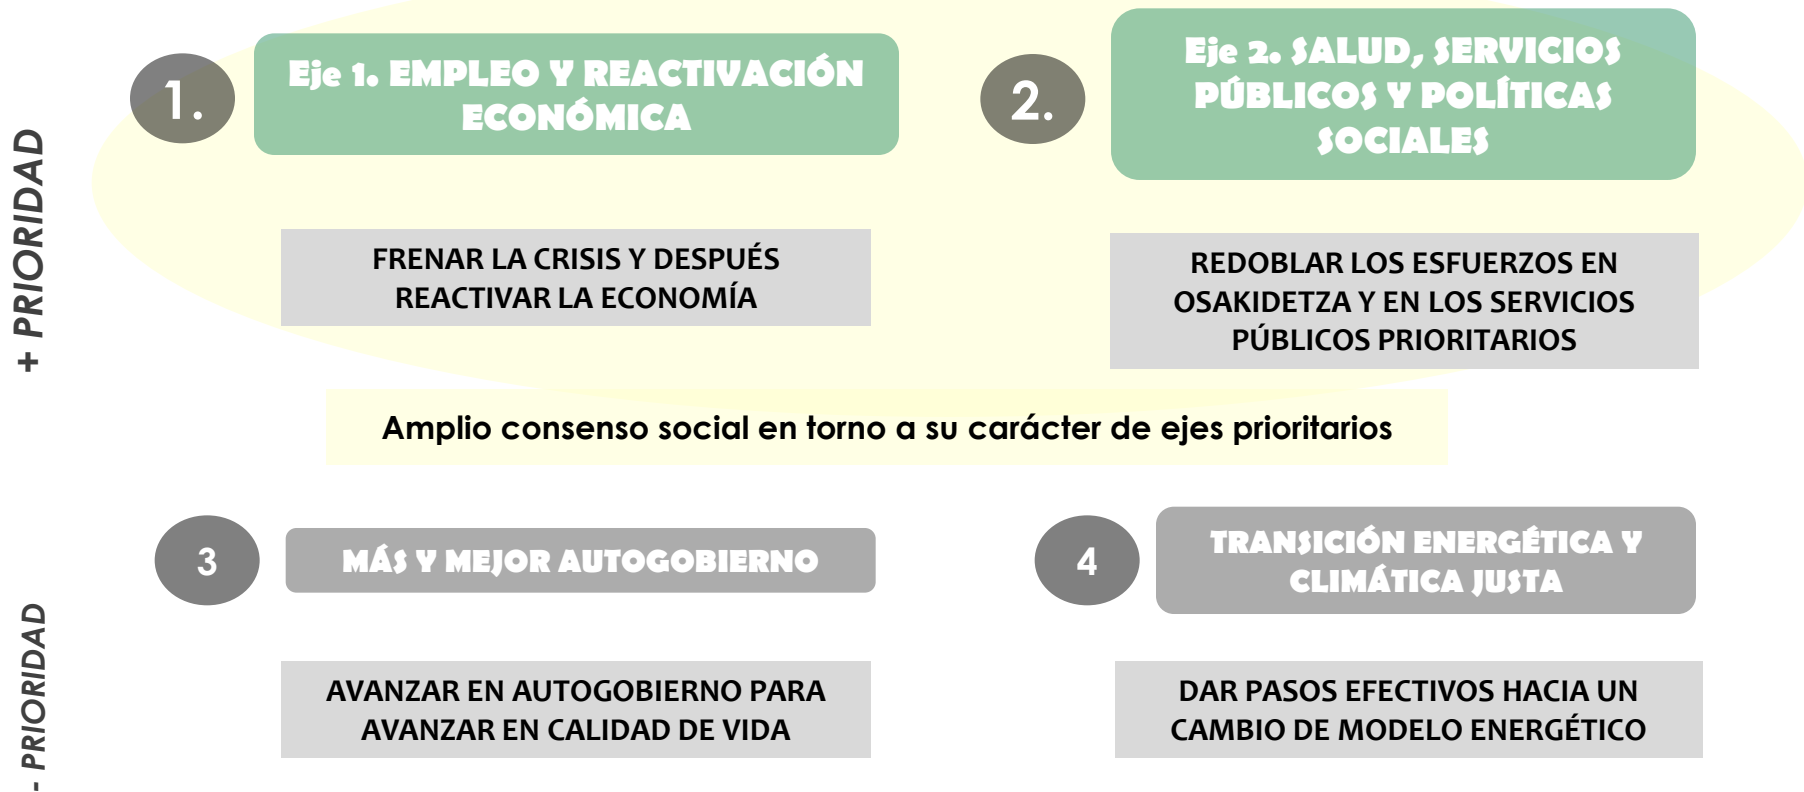 + PRIORIDAD
1.
Eje 1. EMPLEO Y REACTIVACIÓN
ECONÓMICA
2.
Eje 2. SALUD, SERVICIOS
PÚBLICOS Y POLÍTICAS
SOCIALES
FRENAR LA CRISIS Y DESPUÉS
REACTIVAR LA ECONOMÍA
REDOBLAR LOS ESFUERZOS EN
OSAKIDETZA Y EN LOS SERVICIOS
PÚBLICOS PRIORITARIOS
Amplio consenso social en torno a su carácter de ejes prioritarios
- PRIORIDAD
3
MÁS Y MEJOR AUTOGOBIERNO
4
TRANSICIÓN ENERGÉTICA Y
CLIMÁTICA JUSTA
AVANZAR EN AUTOGOBIERNO PARA
AVANZAR EN CALIDAD DE VIDA
DAR PASOS EFECTIVOS HACIA UN
CAMBIO DE MODELO ENERGÉTICO